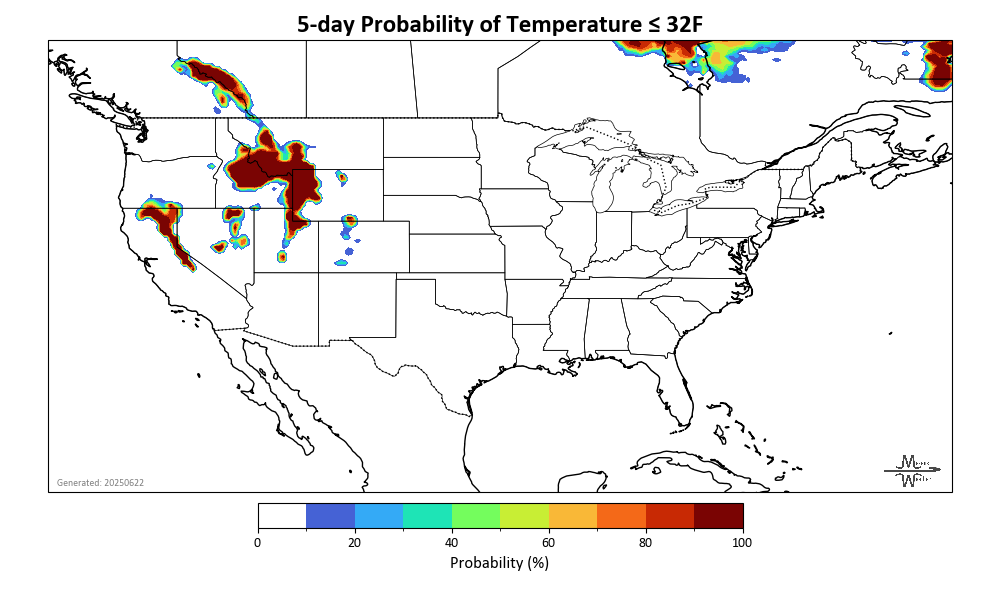 5-day Probability of Temperature ≤ 32F
Generated: 20250622
0 20 40 60 80 100
Probability (%)